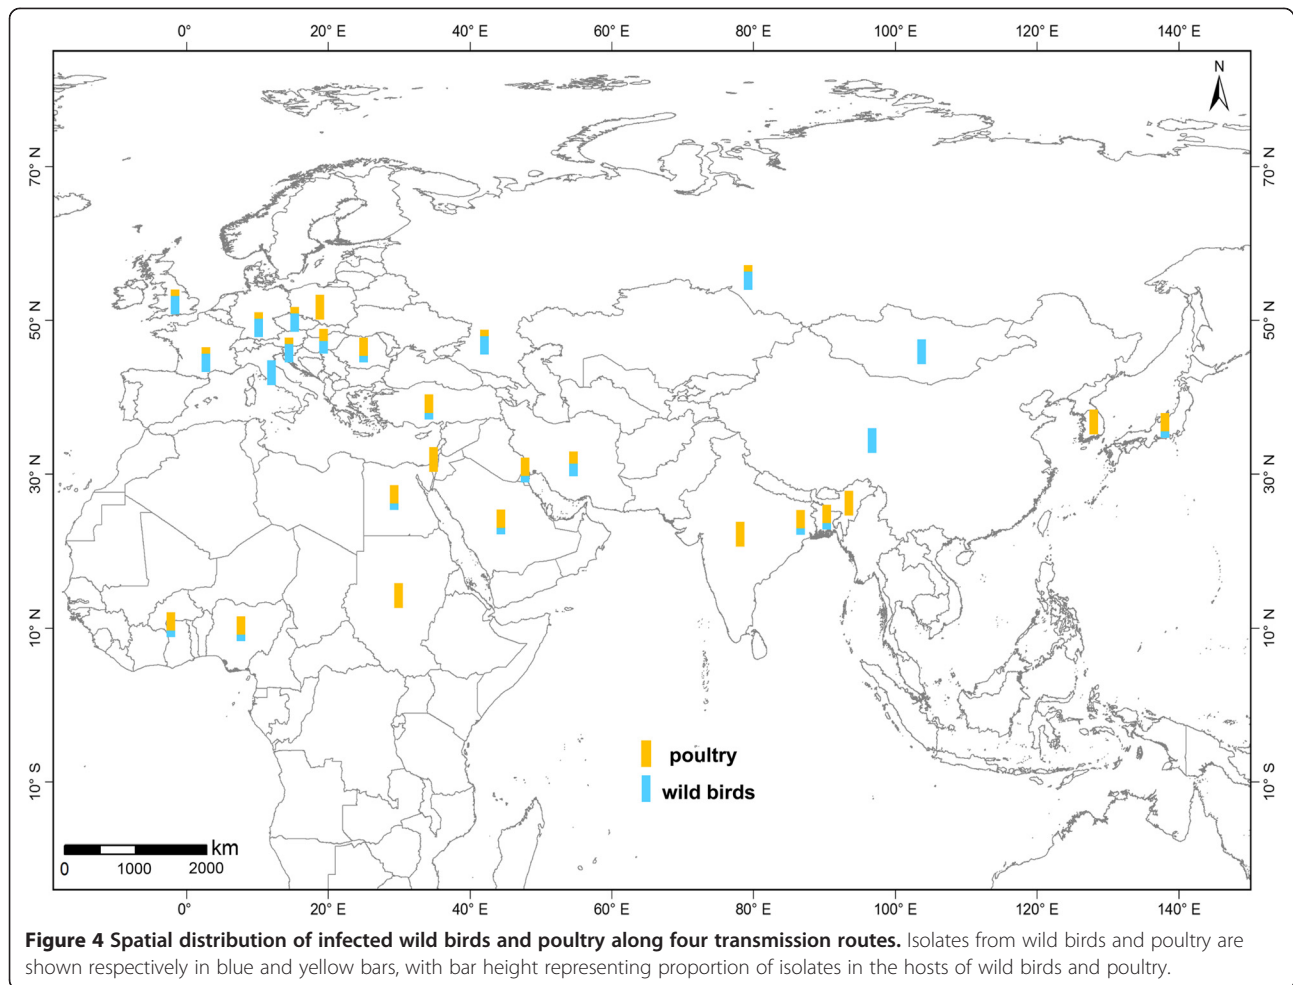 0° 20° E 40° E 60° E 80° E 100° E 120° E 140° E
N
70° N 70° N
50° N 50° N
30° N 30° N
10° N 10° N
poultry
wild birds
10° S 10° S
km
0 1000 2000
0° 20° E 40° E 60° E 80° E 100° E 120° E 140° E
Figure 4 Spatial distribution of infected wild birds and poultry along four transmission routes. Isolates from wild birds and poultry are
shown respectively in blue and yellow bars, with bar height representing proportion of isolates in the hosts of wild birds and poultry.